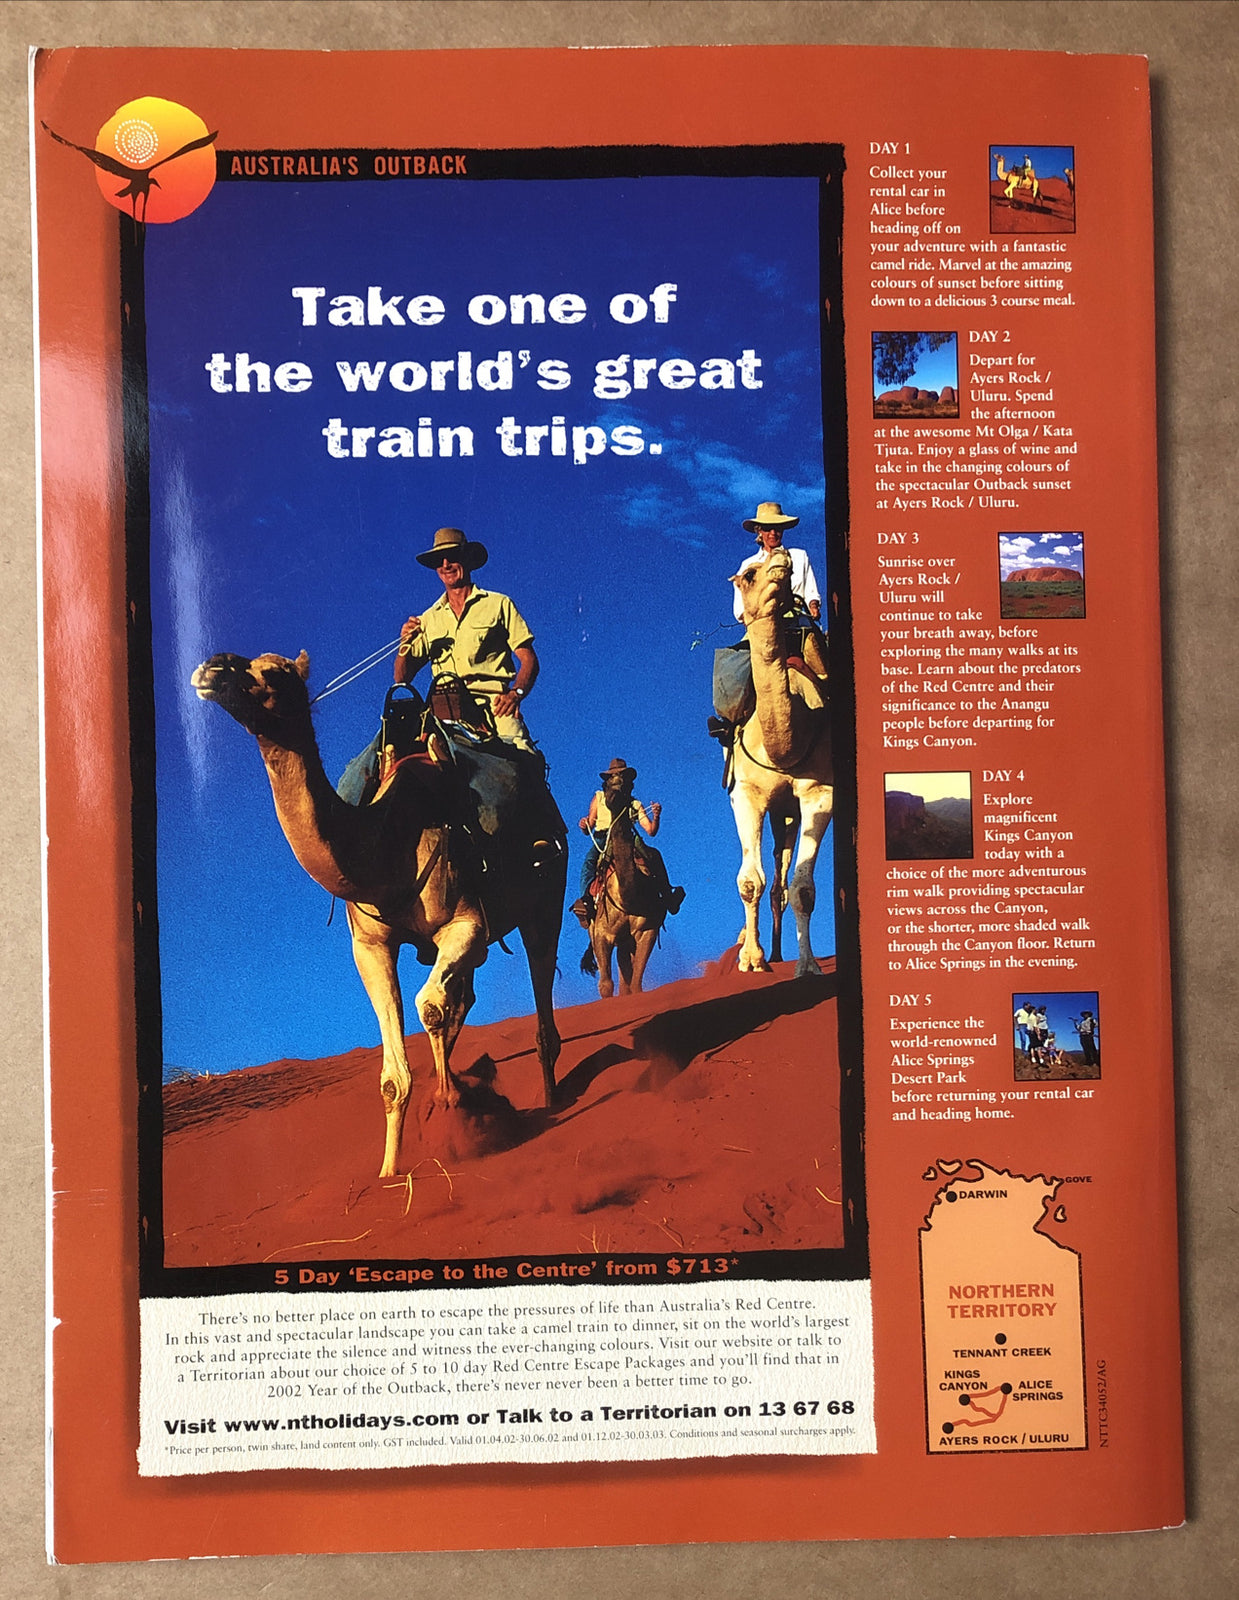 AUSTRALIA'S OUTBACK
Take one of
the world's great
train trips.
5 Day 'Escape to the Centre' from $713*
There's no better place on earth to escape the pressures of life than Australia's Red Centre.
In this vast and spectacular landscape you can take a camel train to dinner, sit on the world's largest
rock and appreciate the silence and witness the ever-changing colours. Visit our website or talk to
a Territorian about our choice of 5 to 10 day Red Centre Escape Packages and you'll find that in
2002 Year of the Outback, there's never never been a better time to go.
Visit www.ntholidays.com or Talk to a Territorian on 13 67 68
*Price per person, twin share, land content only. GST included. Valid 01.04.02-30.06.02 and 01.12.02-30.03.03. Conditions and seasonal surcharges apply.
DAY 1
Collect your
rental car in
Alice before
heading off on
your adventure with a fantastic
camel ride. Marvel at the amazing
colours of sunset before sitting
down to a delicious 3 course meal.
DAY 2
Depart for
Ayers Rock /
Uluru. Spend
the afternoon
at the awesome Mt Olga / Kata
Tjuta. Enjoy a glass of wine and
take in the changing colours of
the spectacular Outback sunset
at Ayers Rock / Uluru.
DAY 3
Sunrise over
Ayers Rock /
Uluru will
continue to take
your breath away, before
exploring the many walks at its
base. Learn about the predators
of the Red Centre and their
significance to the Anangu
people before departing for
Kings Canyon.
DAY 4
Explore
magnificent
Kings Canyon
today with a
choice of the more adventurous
rim walk providing spectacular
views across the Canyon,
or the shorter, more shaded walk
through the Canyon floor. Return
to Alice Springs in the evening.
DAY 5
Experience the
world-renowned
Alice Springs
Desert Park
before returning your rental car
and heading home.
GOVE
DARWIN
NORTHERN
TERRITORY
TENNANT CREEK
KINGS
CANYON
ALICE
SPRINGS
AYERS ROCK / ULURU
NTTC34052/AG